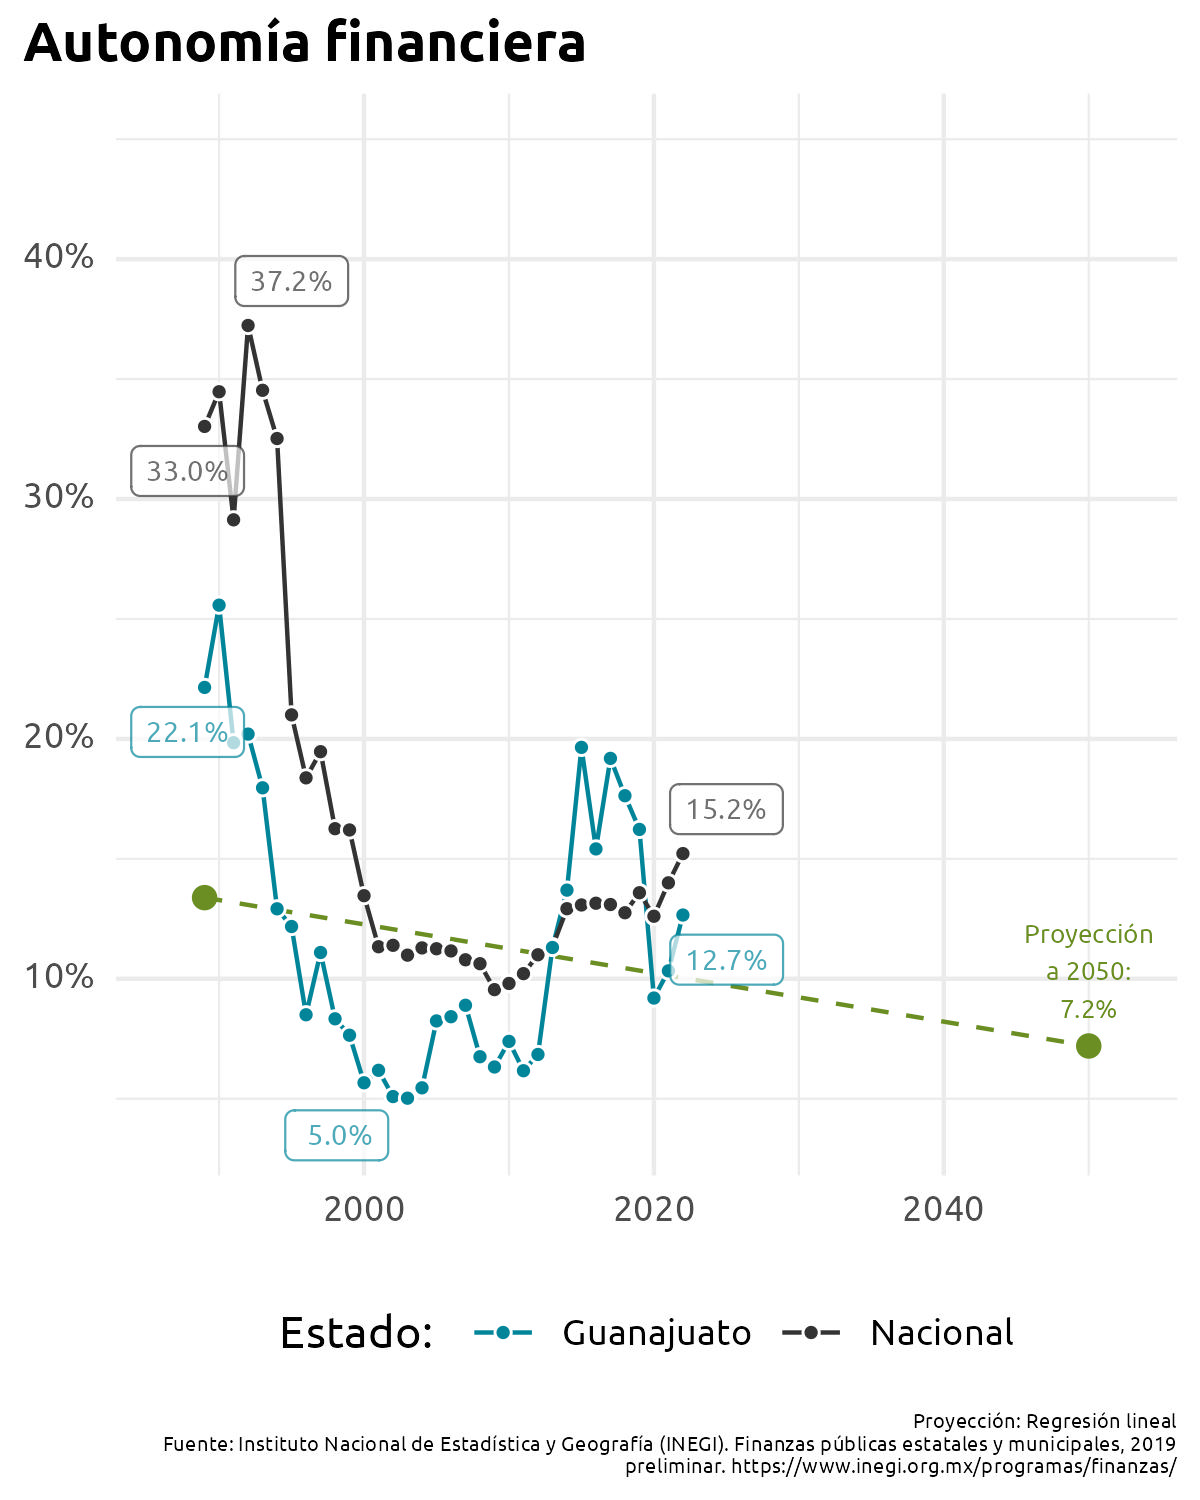 Autonomía financiera
40%
37.2%
33.0%
30%
22.1%
20%
15.2%
12.7%
Proyección
a 2050:
7.2%
10%
5.0%
2000
2020
2040
Estado:
Guanajuato
Nacional
Proyección: Regresión lineal
Fuente: Instituto Nacional de Estadística y Geografía (INEGI). Finanzas públicas estatales y municipales, 2019
preliminar. https://www.inegi.org.mx/programas/finanzas/